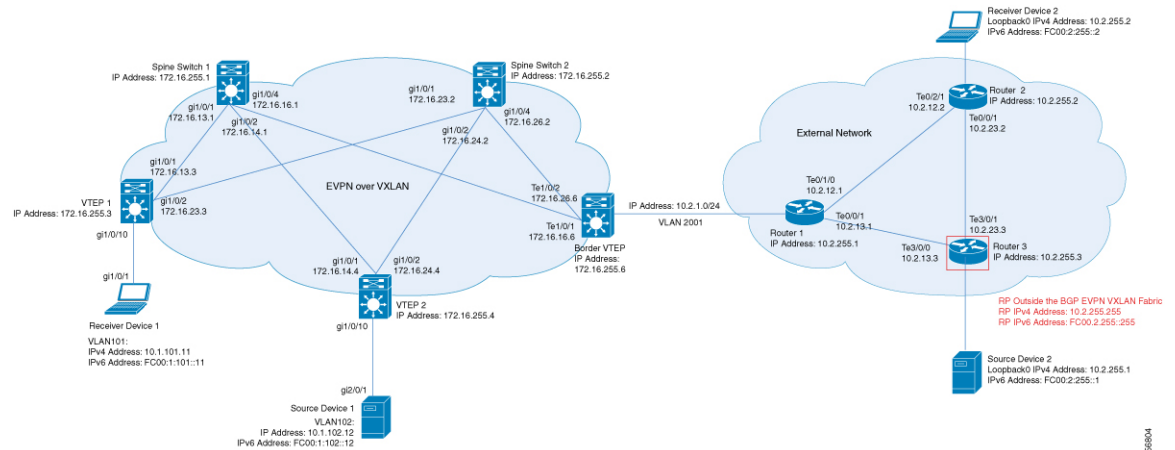 Receiver Device 2
Loopback0 IPv4 Address: 10.2.255.2
IPv6 Address: FC00:2:255::2
Spine Switch 1
IP Address: 172.16.255.1
Spine Switch 2
IP Address: 172.16.255.2
gi1/0/1
172.16.13.1
gi1/0/4
172.16.16.1
gi1/0/2
172.16.14.1
gi1/0/1
172.16.23.2
gi1/0/4
172.16.26.2
gi1/0/2
172.16.24.2
Te0/2/1
10.2.12.2
Router 2
IP Address: 10.2.255.2
Te0/0/1
10.2.23.2
External Network
gi1/0/1
172.16.13.3
gi1/0/2
172.16.23.3
VTEP 1
IP Address: 172.16.255.3
gi1/0/10
EVPN over VXLAN
Te1/0/2
172.16.26.6
Te1/0/1
172.16.16.6
Border VTEP
IP Address:
172.16.255.6
IP Address: 10.2.1.0/24
VLAN 2001
Te0/1/0
10.2.12.1
Te0/0/1
10.2.13.1
Router 1
IP Address: 10.2.255.1
Te3/0/1
10.2.23.3
Te3/0/0
10.2.13.3
Router 3
IP Address: 10.2.255.3
gi1/0/1
172.16.14.4
gi1/0/2
172.16.24.4
VTEP 2
IP Address: 172.16.255.4
gi1/0/10
gi1/0/1
Receiver Device 1
VLAN101:
IPv4 Address: 10.1.101.11
IPv6 Address: FC00:1:101::11
RP Outside the BGP EVPN VXLAN Fabric
RP IPv4 Address: 10.2.255.255
RP IPv6 Address: FC00.2.255::255
Source Device 2
Loopback0 IPv4 Address: 10.2.255.1
IPv6 Address: FC00:2:255::1
gi2/0/1
Source Device 1
VLAN102:
IP Address: 10.1.102.12
IPv6 Address: FC00:1:102::12